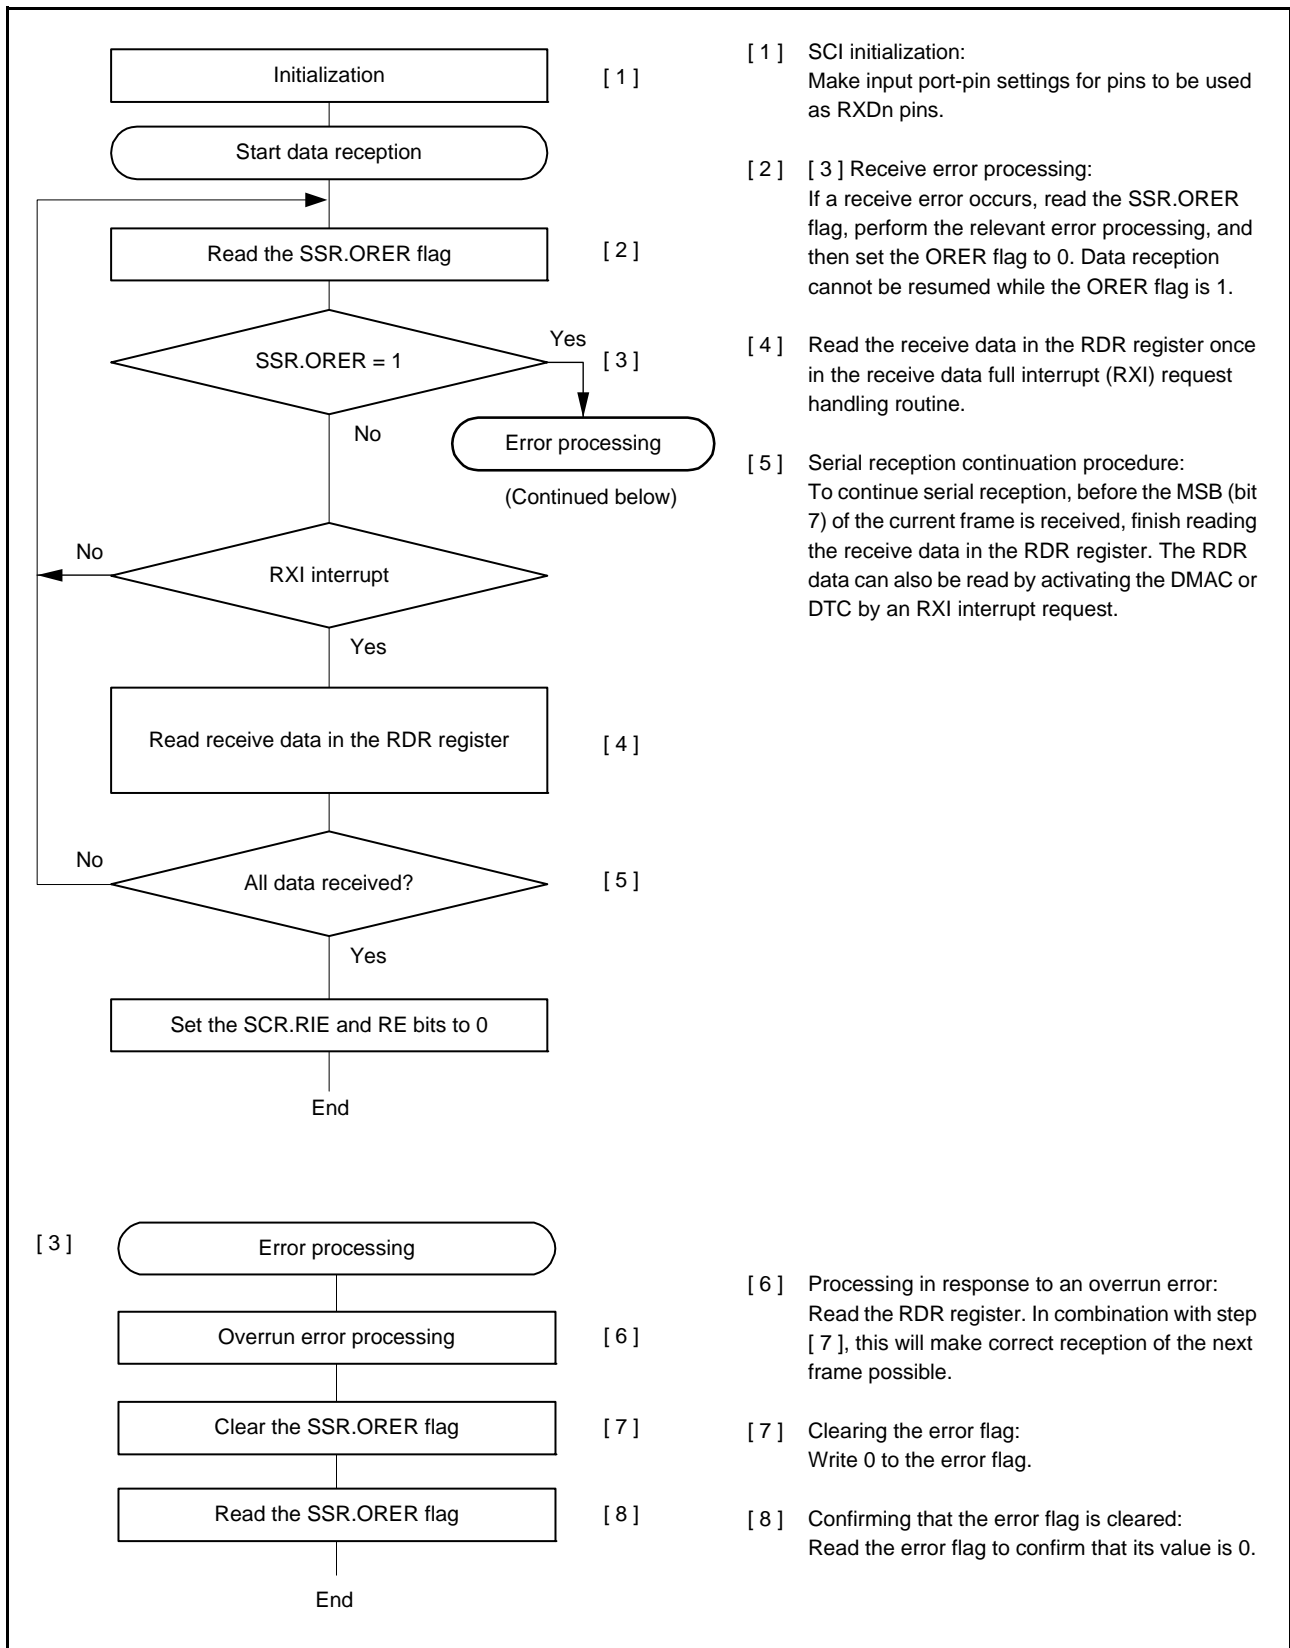 Initialization
[ 1 ]
Start data reception
Read the SSR.ORER flag
[ 2 ]
SSR.ORER = 1
Yes
[ 3 ]
No
Error processing
(Continued below)
No
RXI interrupt
Yes
Read receive data in the RDR register
[ 4 ]
No
All data received?
[ 5 ]
Yes
Set the SCR.RIE and RE bits to 0
End
[ 1 ] SCI initialization:
Make input port-pin settings for pins to be used
as RXDn pins.
[ 2 ] [ 3 ] Receive error processing:
If a receive error occurs, read the SSR.ORER
flag, perform the relevant error processing, and
then set the ORER flag to 0. Data reception
cannot be resumed while the ORER flag is 1.
[ 4 ] Read the receive data in the RDR register once
in the receive data full interrupt (RXI) request
handling routine.
[ 5 ] Serial reception continuation procedure:
To continue serial reception, before the MSB (bit
7) of the current frame is received, finish reading
the receive data in the RDR register. The RDR
data can also be read by activating the DMAC or
DTC by an RXI interrupt request.
[ 3 ]
Error processing
Overrun error processing
[ 6 ]
Clear the SSR.ORER flag
[ 7 ]
Read the SSR.ORER flag
[ 8 ]
End
[ 6 ] Processing in response to an overrun error:
Read the RDR register. In combination with step
[ 7 ], this will make correct reception of the next
frame possible.
[ 7 ] Clearing the error flag:
Write 0 to the error flag.
[ 8 ] Confirming that the error flag is cleared:
Read the error flag to confirm that its value is 0.